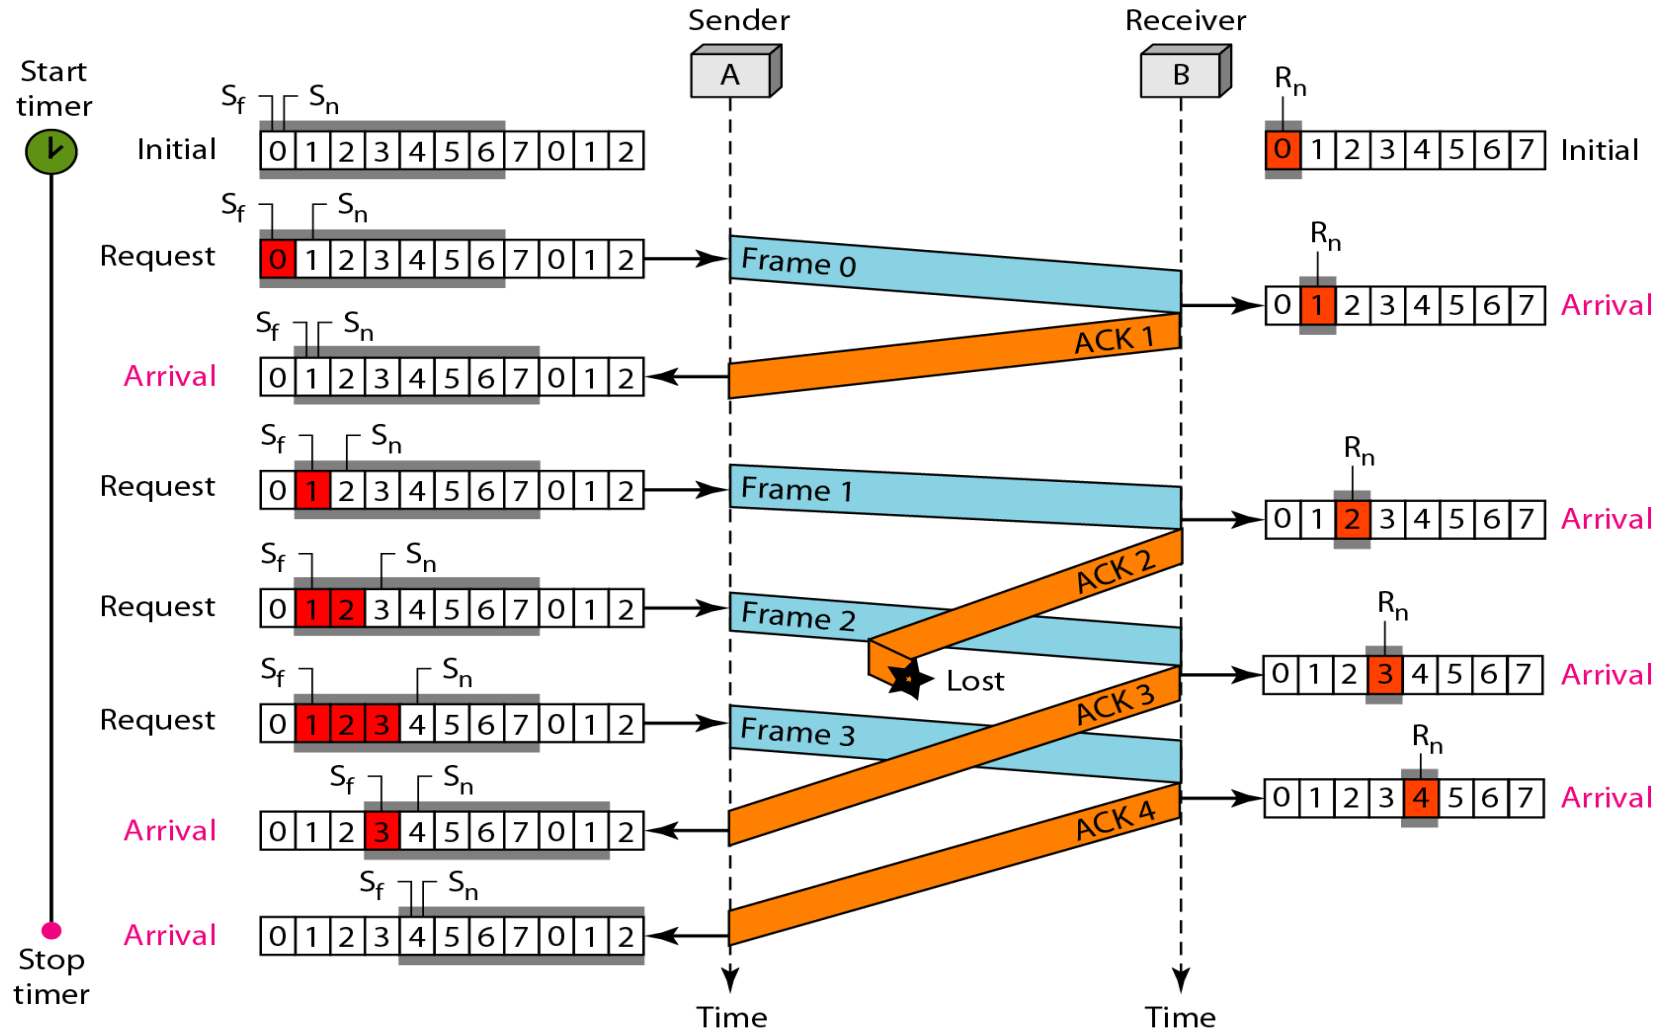 Sender
Receiver
Start
timer
A
B
Sf Sn
Rn
Initial 0 1 2 3 4 5 6 7 0 1 2
0 1 2 3 4 5 6 7 Initial
Sf Sn
Request 0 1 2 3 4 5 6 7 0 1 2
Frame 0
Rn
0 1 2 3 4 5 6 7 Arrival
Sf Sn
ACK 1
Arrival 0 1 2 3 4 5 6 7 0 1 2
Sf Sn
Request 0 1 2 3 4 5 6 7 0 1 2
Frame 1
Rn
0 1 2 3 4 5 6 7 Arrival
Sf Sn
ACK 2
Request 0 1 2 3 4 5 6 7 0 1 2
Frame 2
Lost
Rn
0 1 2 3 4 5 6 7 Arrival
Sf Sn
ACK 3
Request 0 1 2 3 4 5 6 7 0 1 2
Frame 3
Rn
0 1 2 3 4 5 6 7 Arrival
Sf Sn
ACK 4
Arrival 0 1 2 3 4 5 6 7 0 1 2
Sf Sn
Arrival 0 1 2 3 4 5 6 7 0 1 2
Stop
timer
Time
Time